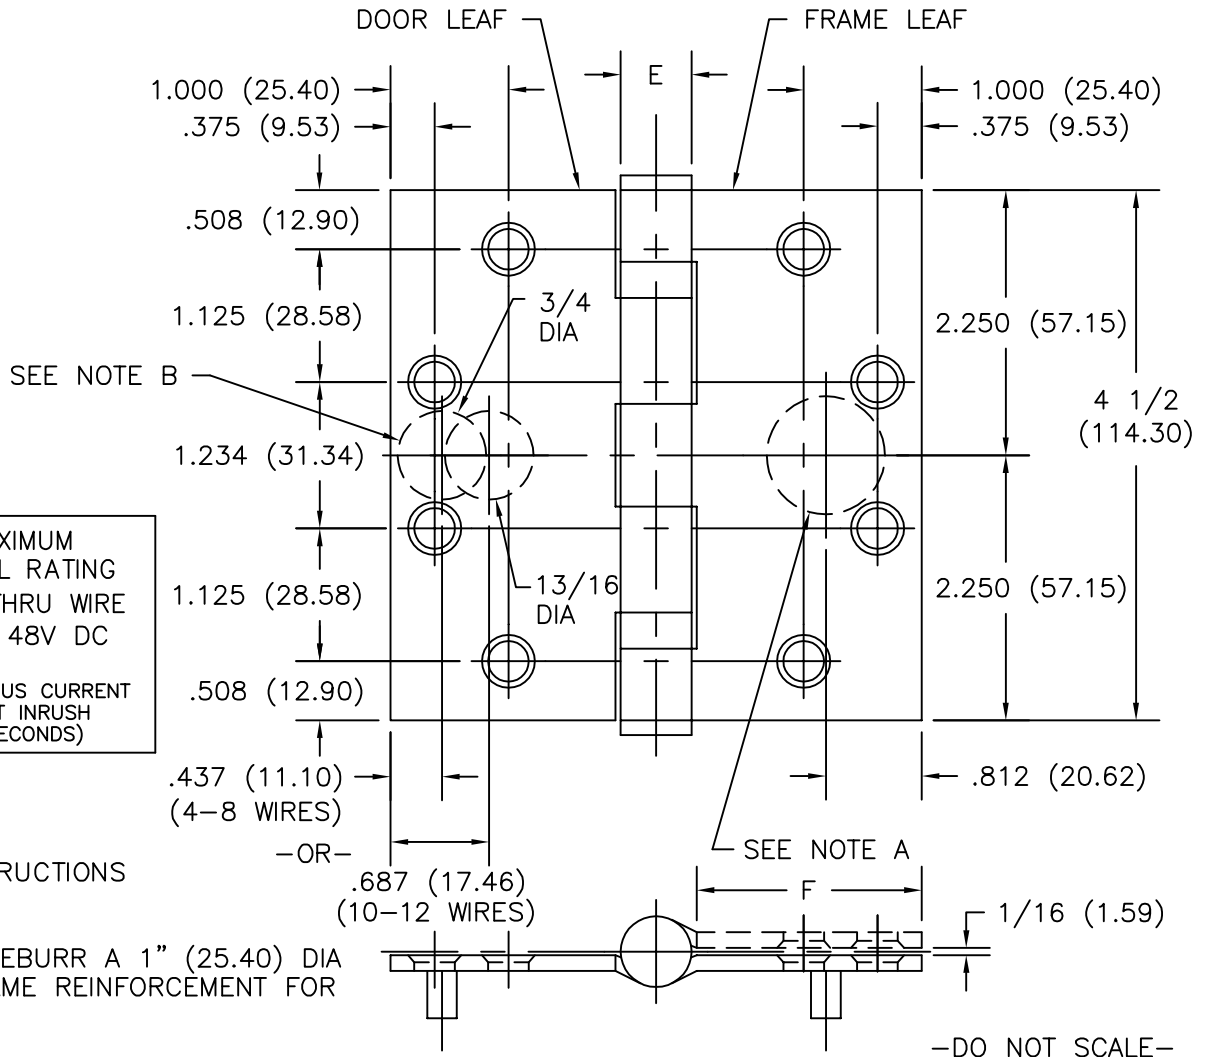 DOOR LEAF
FRAME LEAF
E
1.000 (25.40)
1.000 (25.40)
.375 (9.53)
.375 (9.53)
.508 (12.90)
1.125 (28.58)
3/4
DIA
2.250 (57.15)
SEE NOTE B
4 1/2
(114.30)
1.234 (31.34)
XIMUM
L RATING
THRU WIRE
48V DC
US CURRENT
T INRUSH
ECONDS)
1.125 (28.58)
13/16
DIA
2.250 (57.15)
.508 (12.90)
.437 (11.10)
(4-8 WIRES)
.812 (20.62)
-OR-
SEE NOTE A
RUCTIONS
.687 (17.46)
(10-12 WIRES)
F
1/16 (1.59)
EBURR A 1" (25.40) DIA
AME REINFORCEMENT FOR
-DO NOT SCALE-